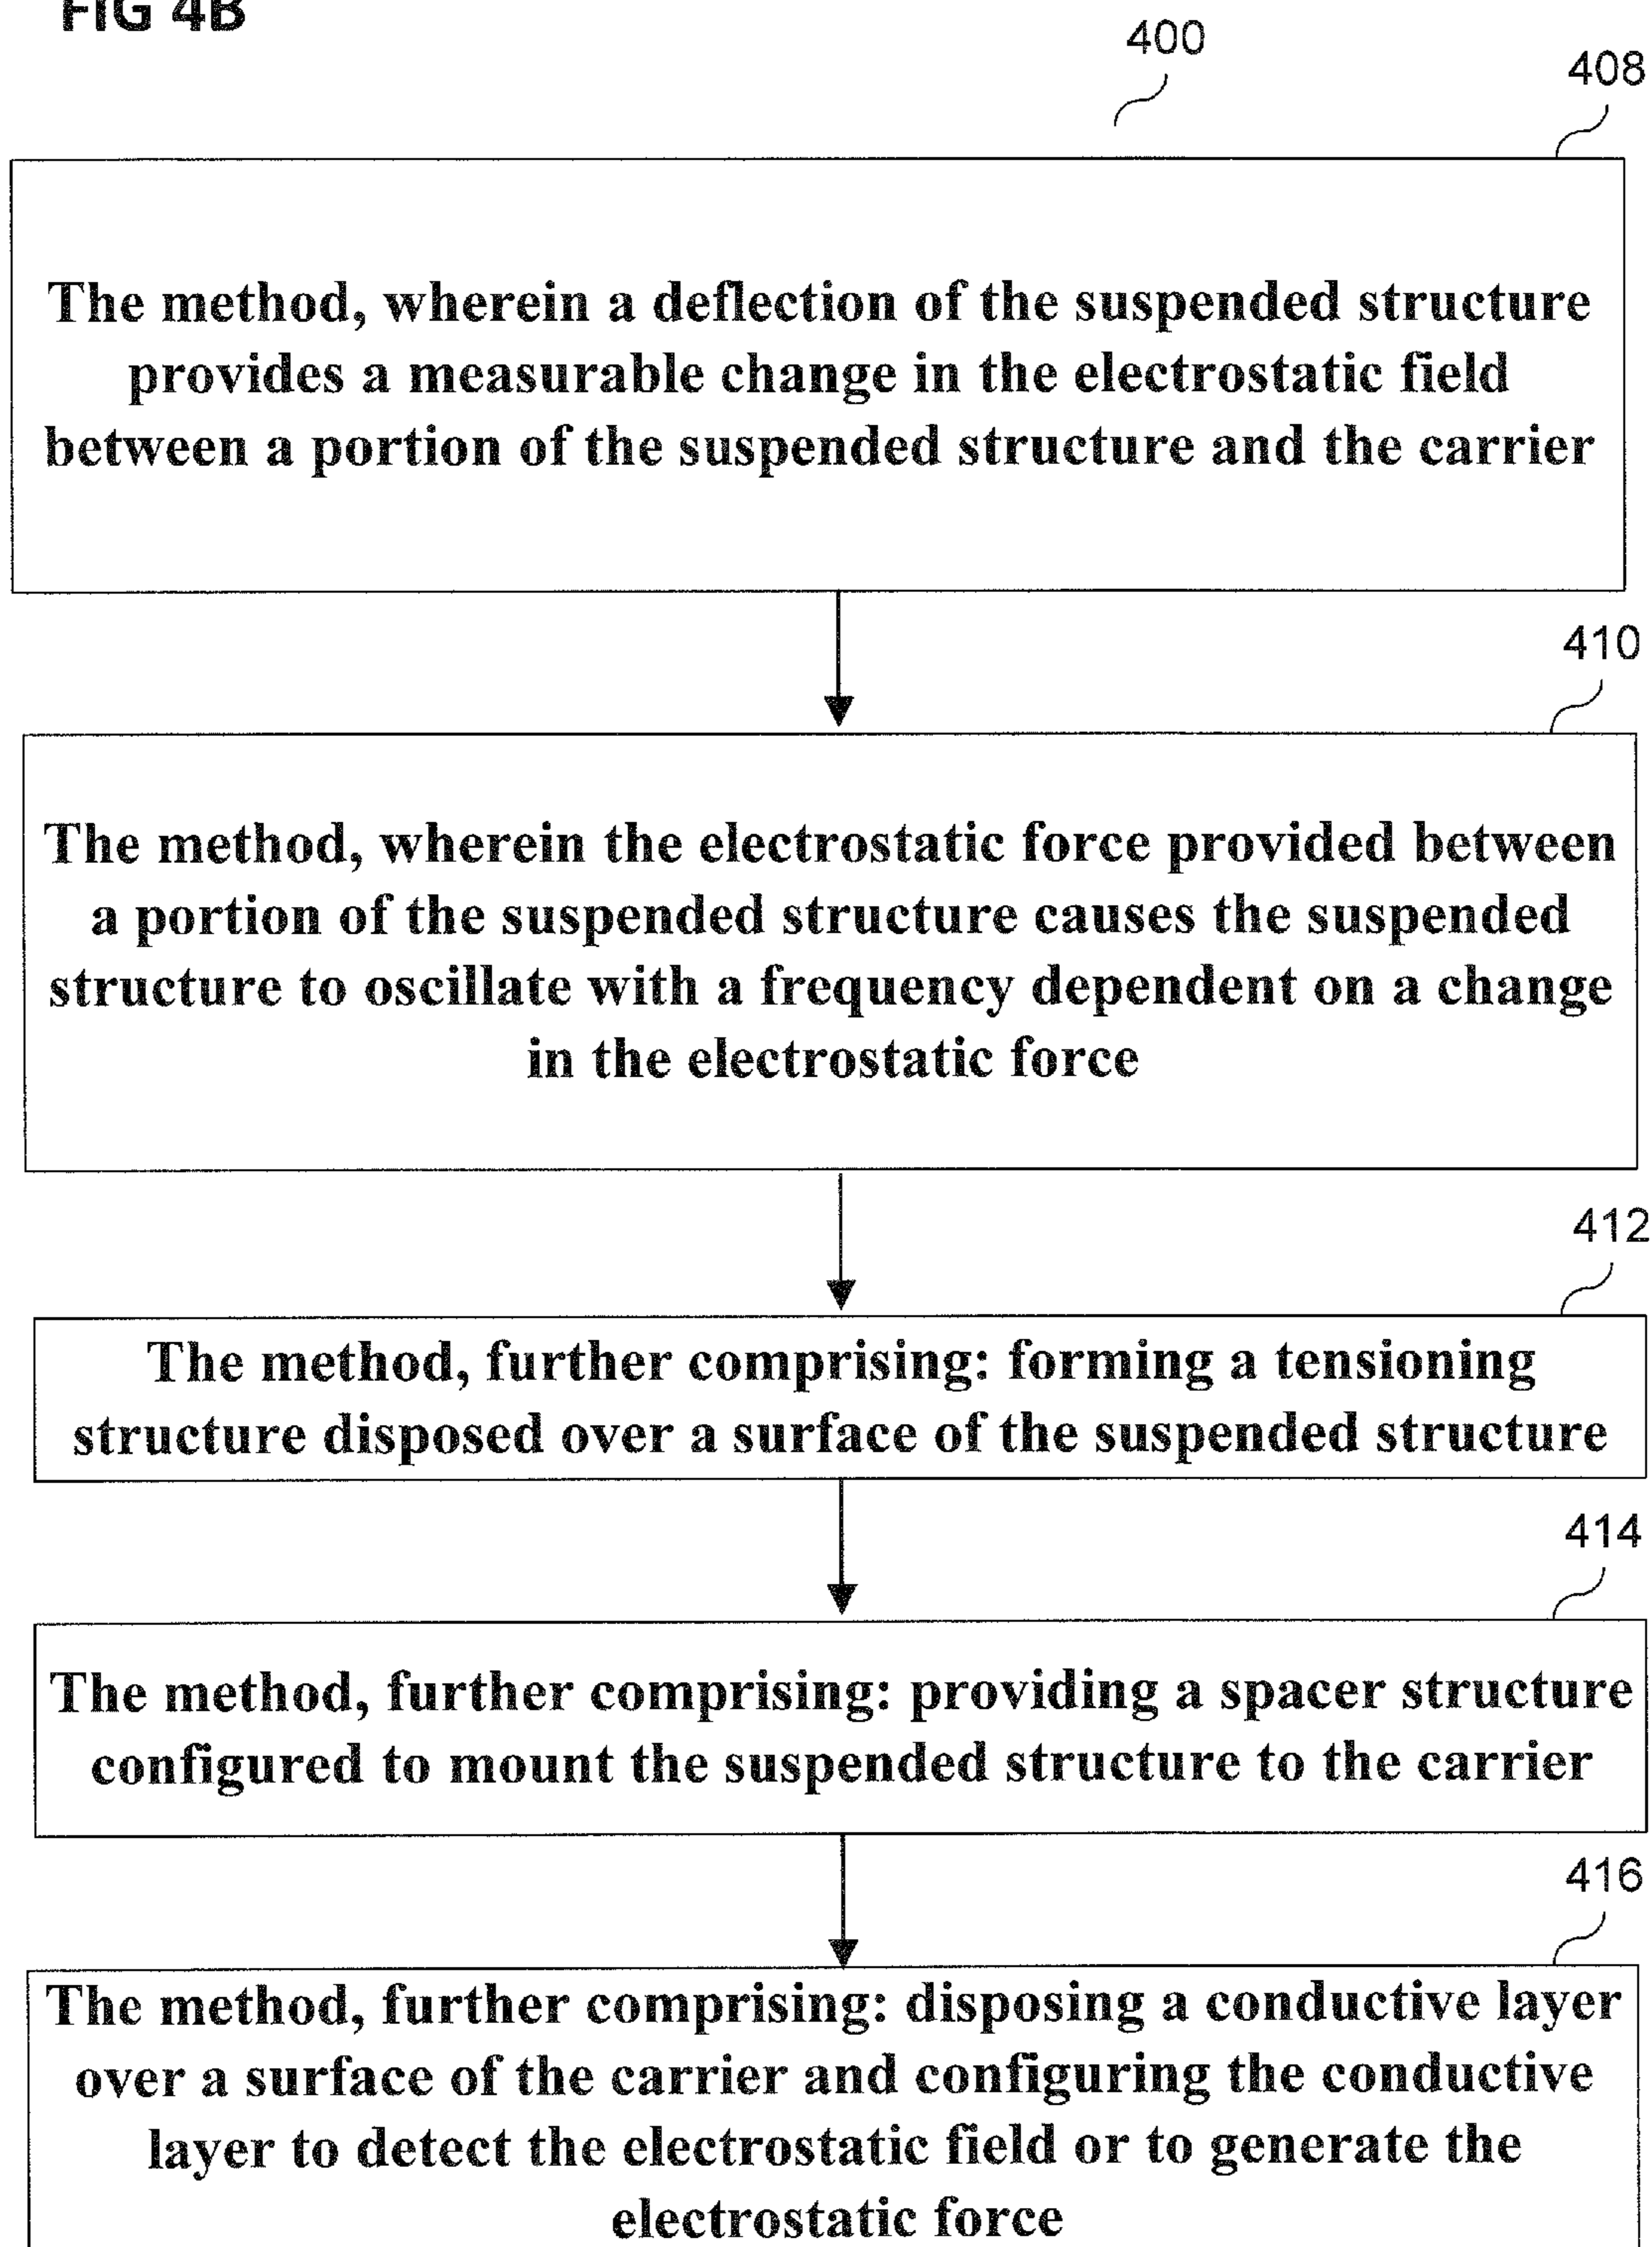 FIG 4B
400
408
The method, wherein a deflection of the suspended structure
provides a measurable change in the electrostatic field
between a portion of the suspended structure and the carrier
410
The method, wherein the electrostatic force provided between
a portion of the suspended structure causes the suspended
structure to oscillate with a frequency dependent on a change
in the electrostatic force
412
The method, further comprising: forming a tensioning
structure disposed over a surface of the suspended structure
414
The method, further comprising: providing a spacer structure
configured to mount the suspended structure to the carrier
416
The method, further comprising: disposing a conductive layer
over a surface of the carrier and configuring the conductive
layer to detect the electrostatic field or to generate the
electrostatic force